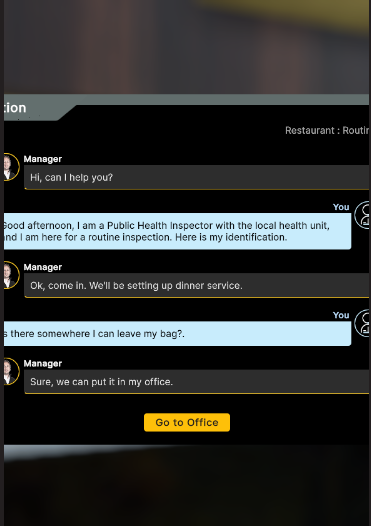 tion
Restaurant : Routin
Manager
Hi, can I help you?
You
Good afternoon, I am a Public Health Inspector with the local health unit,
and I am here for a routine inspection. Here is my identification.
Manager
Ok, come in. We'll be setting up dinner service.
You
s there somewhere I can leave my bag?.
Manager
Sure, we can put it in my office.
Go to Office